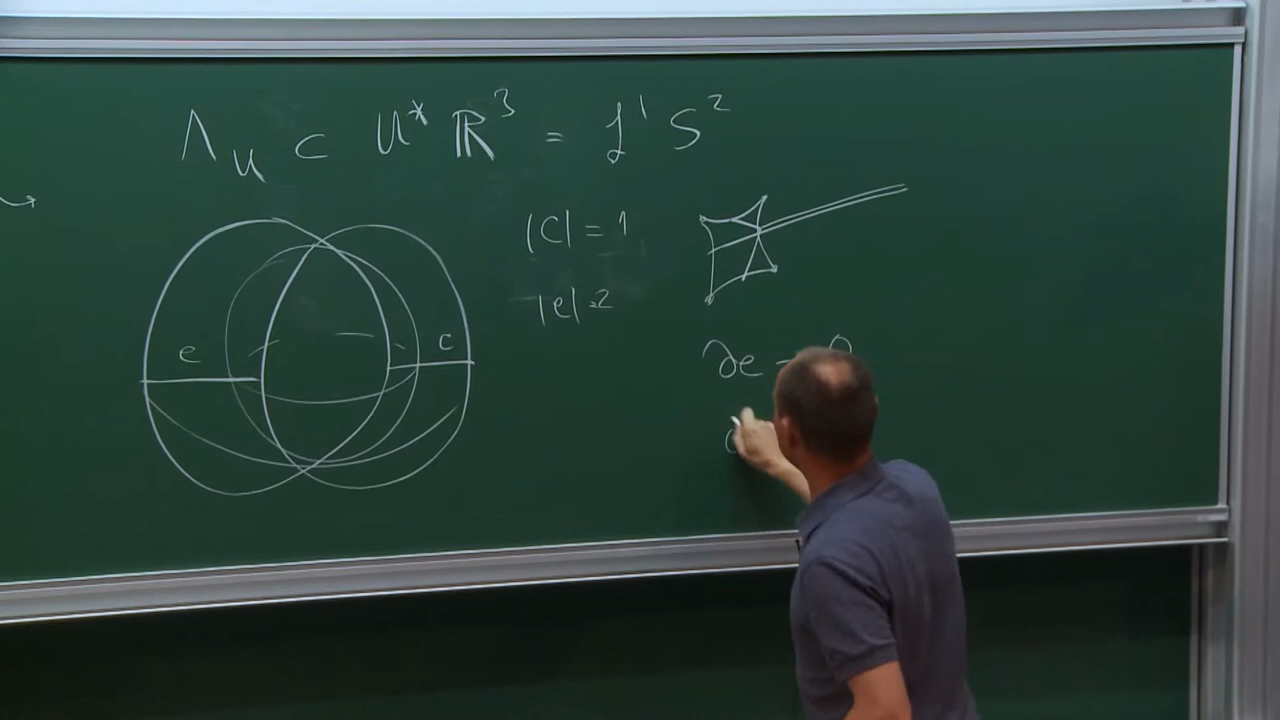 Λ_U ⊂ U* ℝ³ = J¹ S²
|c| = 1
|e| = 2
e
c
∂e =